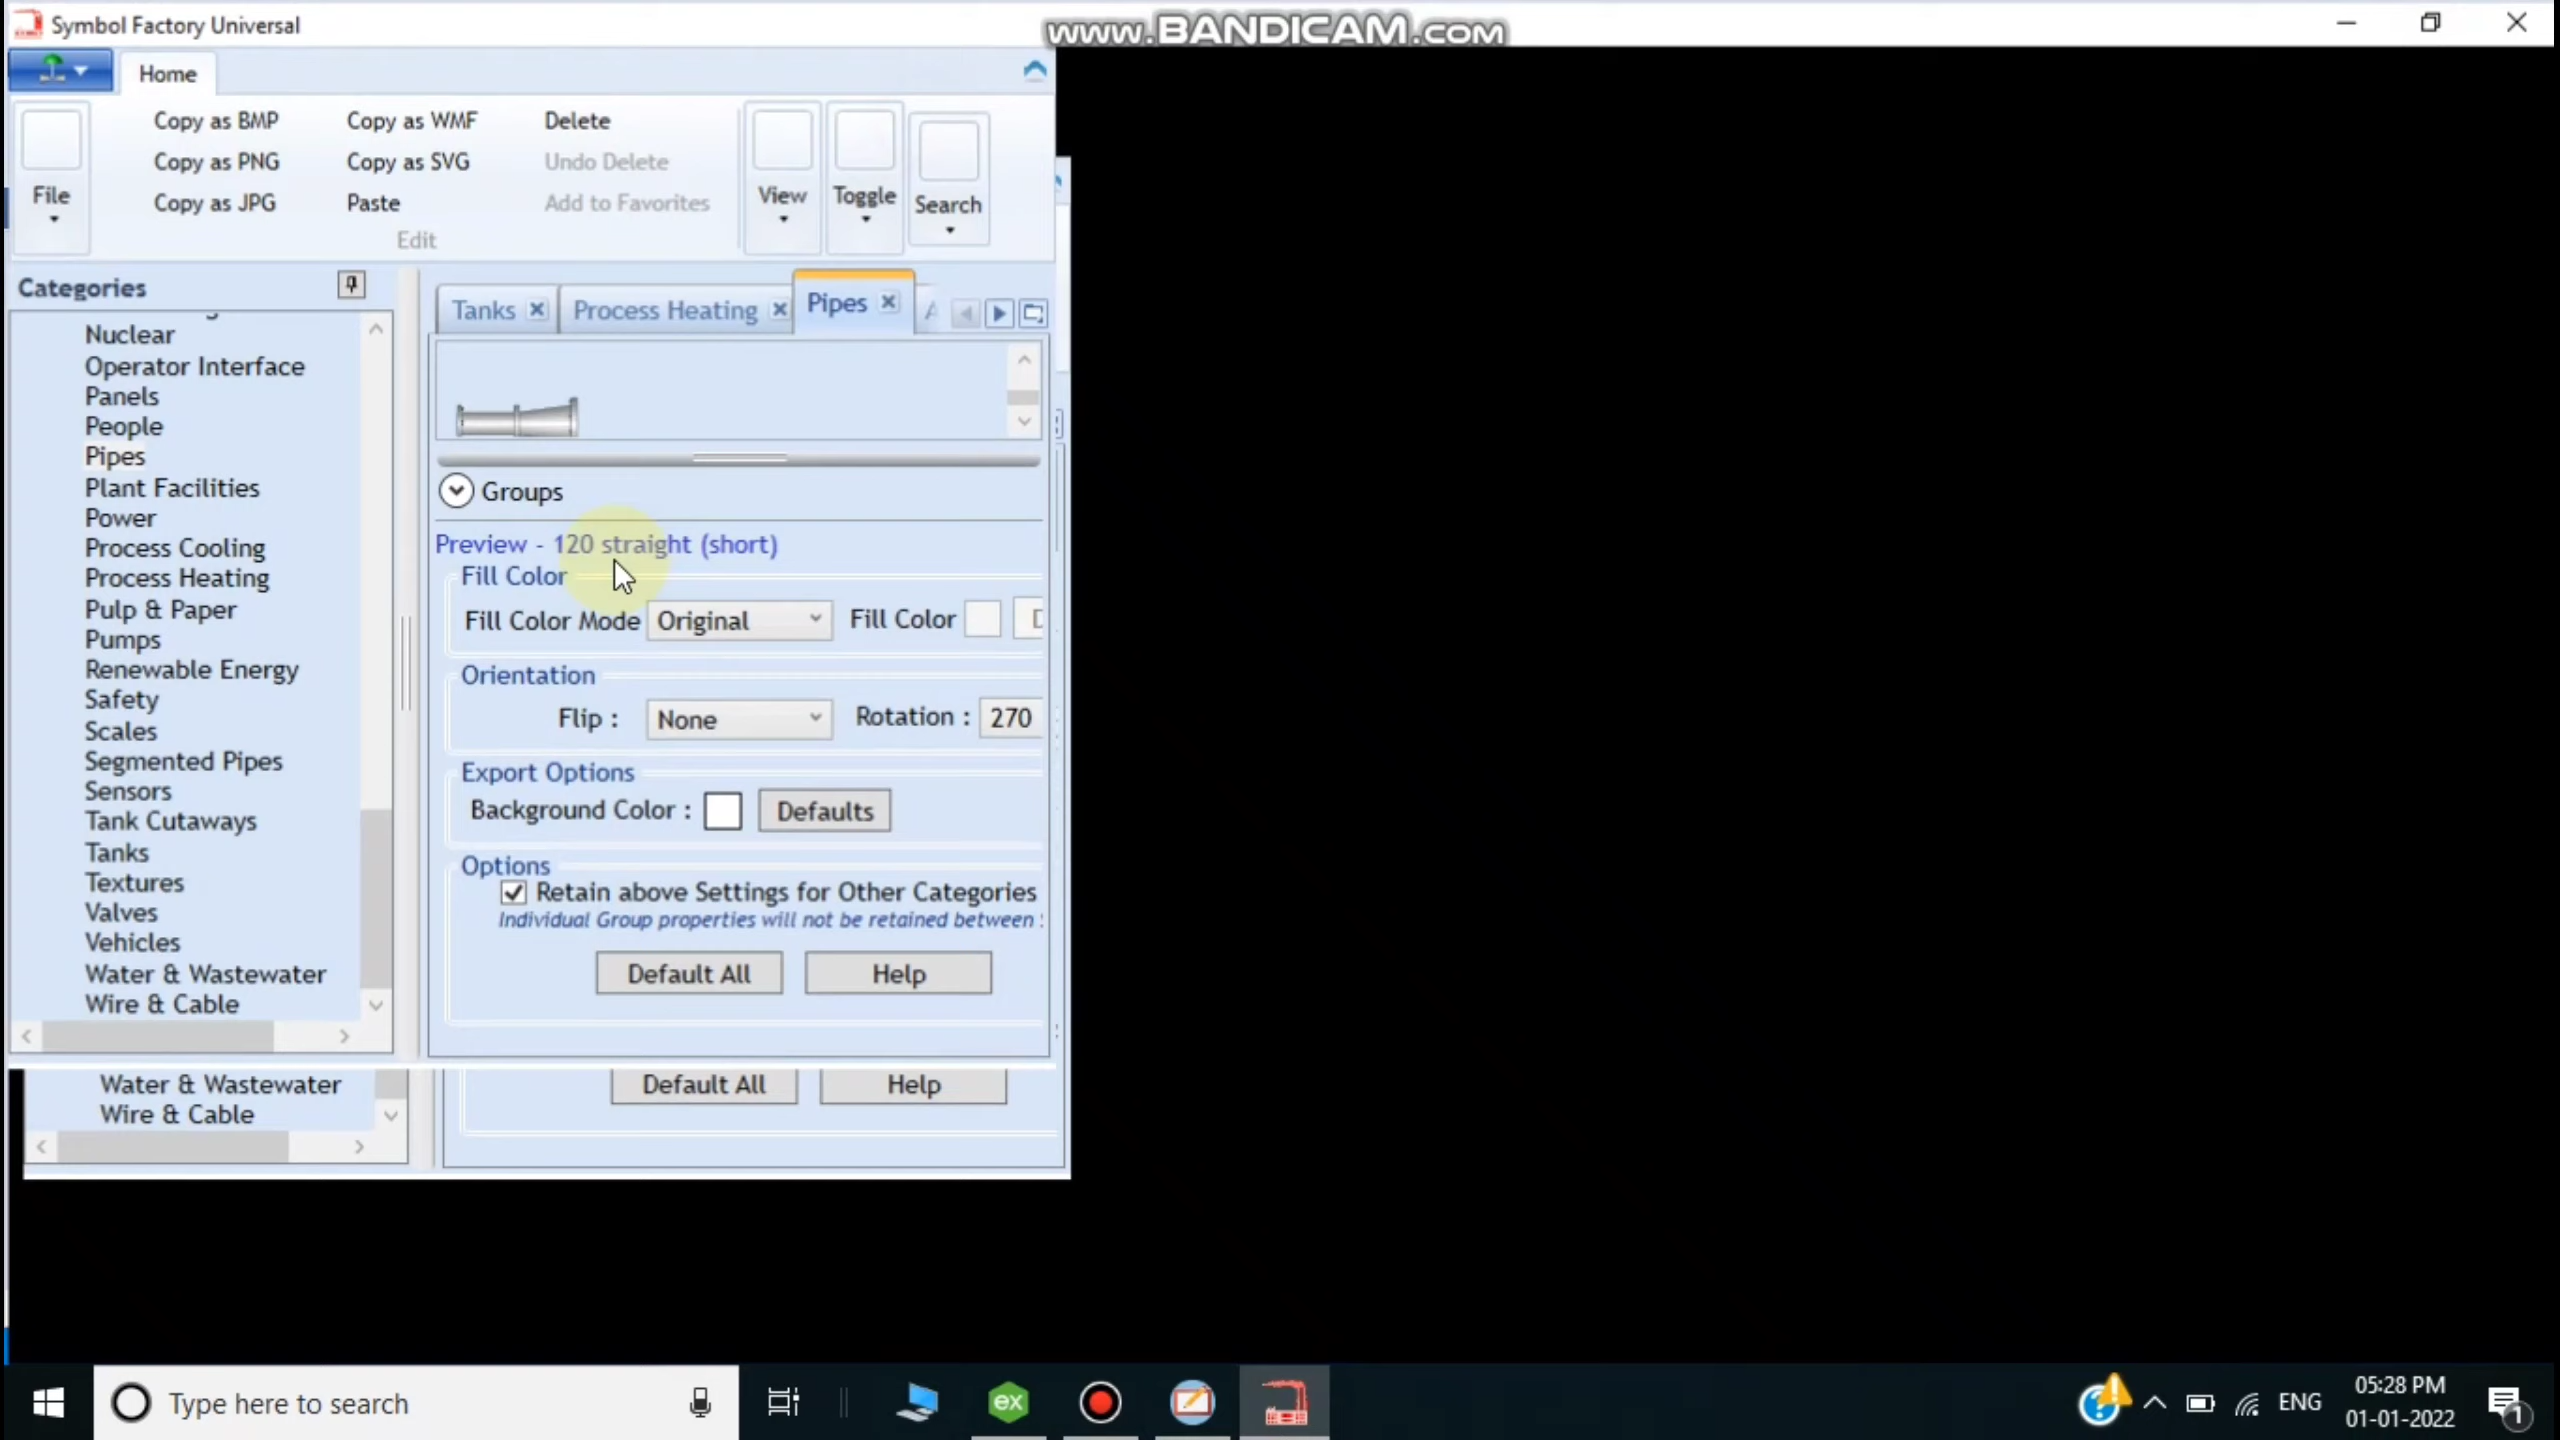 Symbol Factory Universal
www.BANDICAM.com
Home
Copy as BMP
Copy as WMF
Delete
Copy as PNG
Copy as SVG
Undo Delete
Copy as JPG
Paste
Add to Favorites
Edit
File
View
Toggle
Search
Categories
Nuclear
Operator Interface
Panels
People
Pipes
Plant Facilities
Power
Process Cooling
Process Heating
Pulp & Paper
Pumps
Renewable Energy
Safety
Scales
Segmented Pipes
Sensors
Tank Cutaways
Tanks
Textures
Valves
Vehicles
Water & Wastewater
Wire & Cable
Tanks
Process Heating
Pipes
Groups
Preview - 120 straight (short)
Fill Color
Fill Color Mode
Original
Fill Color
Orientation
Flip :
None
Rotation :
270
Export Options
Background Color :
Defaults
Options
Retain above Settings for Other Categories
Individual Group properties will not be retained between
Default All
Help
Water & Wastewater
Wire & Cable
Default All
Help
Type here to search
ex
ENG
05:28 PM
01-01-2022
1